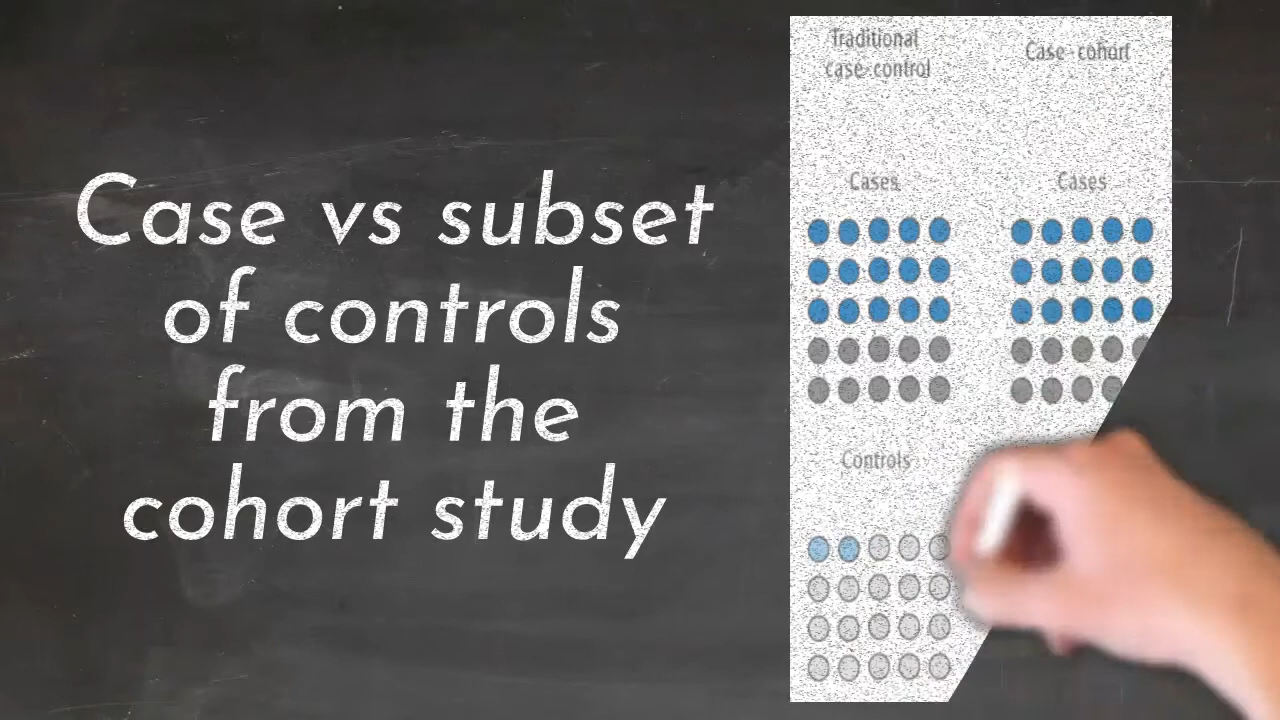 Case vs subset
of controls
from the
cohort study
Traditional
case-control
Case-cohort
Cases
Cases
Controls